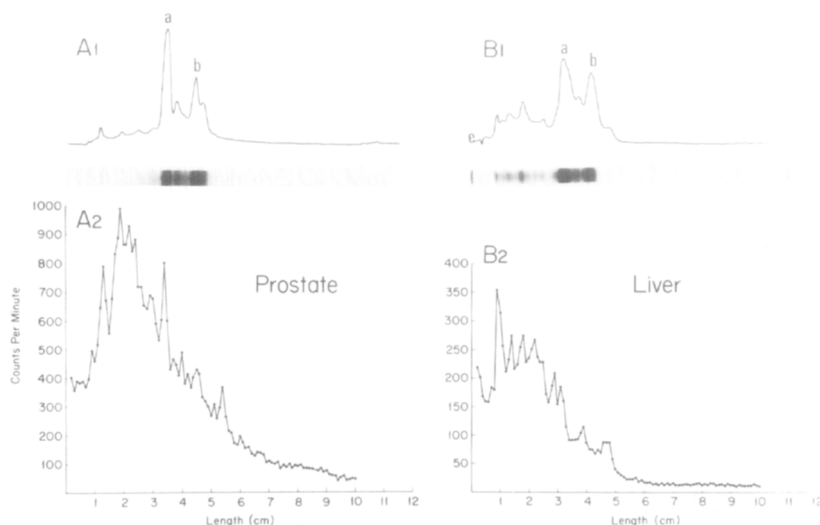 A1
a
b
B1
a
b
e
A2
Prostate
Counts Per Minute
1000
900
800
700
600
500
400
300
200
100
1 2 3 4 5 6 7 8 9 10 11 12
Length (cm)
B2
Liver
400
350
300
250
200
150
100
50
1 2 3 4 5 6 7 8 9 10 11 12
Length (cm)